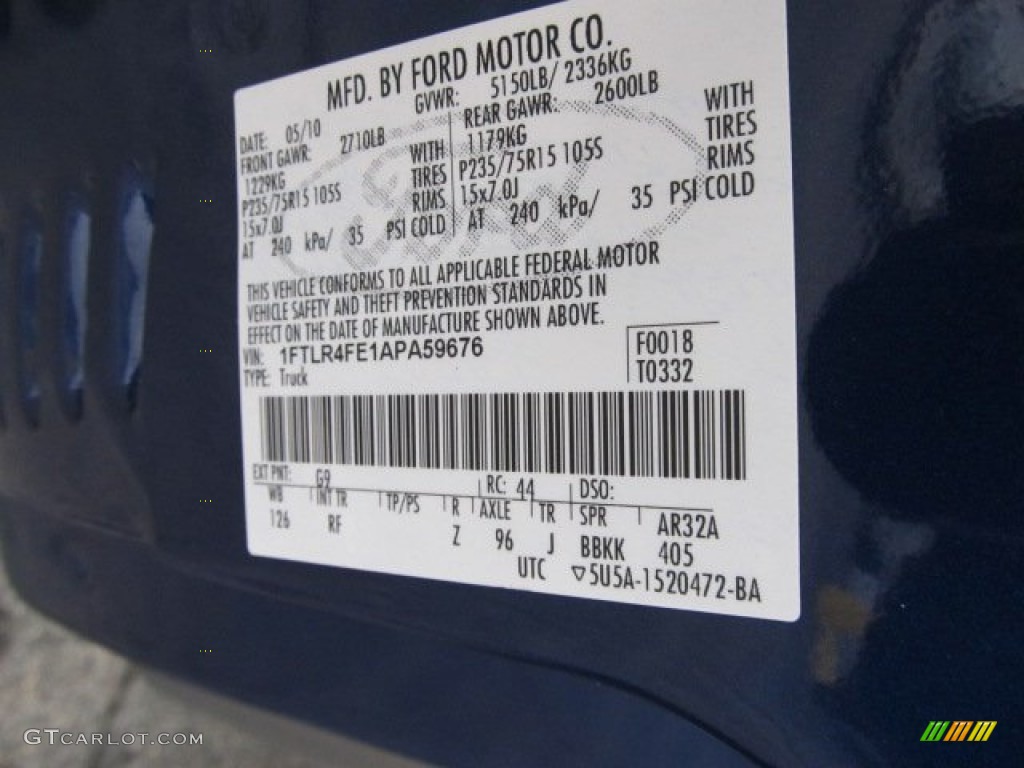 MFD. BY FORD MOTOR CO.
GVWR: 5150LB/ 2336KG
DATE: 05/10
FRONT GAWR: 2710LB
1229KG WITH
P235/75R15 105S TIRES
15x7.0J RIMS
AT 240 kPa/ 35 PSI COLD
REAR GAWR: 2600LB
1179KG WITH
P235/75R15 105S TIRES
15x7.0J RIMS
AT 240 kPa/ 35 PSI COLD
Ford
THIS VEHICLE CONFORMS TO ALL APPLICABLE FEDERAL MOTOR
VEHICLE SAFETY AND THEFT PREVENTION STANDARDS IN
EFFECT ON THE DATE OF MANUFACTURE SHOWN ABOVE.
VIN: 1FTLR4FE1APA59676
TYPE: Truck
F0018
T0332
EXT PNT: G9 RC: 44 DSO:
WB INT TR TP/PS R AXLE TR SPR AR32A
126 RF Z 96 J BBKK 405
UTC ▽5U5A-1520472-BA
GTCARLOT.COM